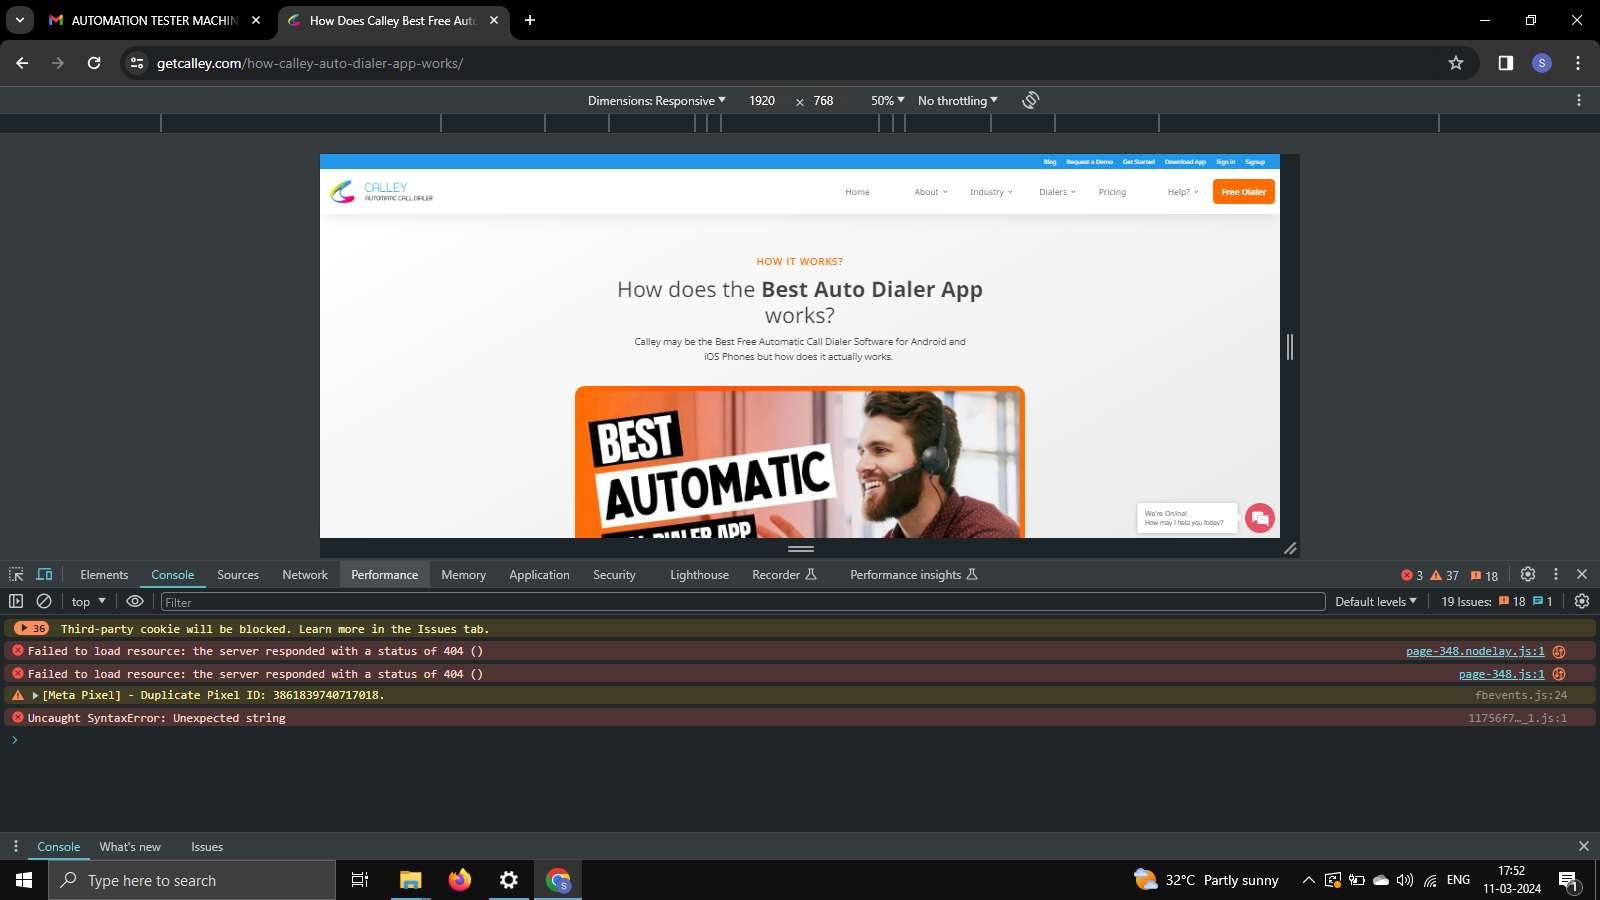 AUTOMATION TESTER MACHIN
How Does Calley Best Free Auto
getcalley.com/how-calley-auto-dialer-app-works/
S
Dimensions: Responsive 1920 × 768 50% No throttling
Blog Request a Demo Get Started Download App Sign in Signup
CALLEY
AUTOMATIC CALL DIALER
Home About Industry Dialers Pricing Help? Free Dialer
HOW IT WORKS?
How does the Best Auto Dialer App
works?
Calley may be the Best Free Automatic Call Dialer Software for Android and
iOS Phones but how does it actually works.
BEST
AUTOMATIC
DIALER APP
We're Online!
How may I help you today?
Elements Console Sources Network Performance Memory Application Security Lighthouse Recorder Performance insights 3 37 18
top Filter Default levels 19 Issues: 18 1
36 Third-party cookie will be blocked. Learn more in the Issues tab.
Failed to load resource: the server responded with a status of 404 () page-348.nodelay.js:1
Failed to load resource: the server responded with a status of 404 () page-348.js:1
[Meta Pixel] - Duplicate Pixel ID: 3861839740717018. fbevents.js:24
Uncaught SyntaxError: Unexpected string 11756f7…_1.js:1
Console What's new Issues
Type here to search
S
32°C Partly sunny
ENG
17:52
11-03-2024
1